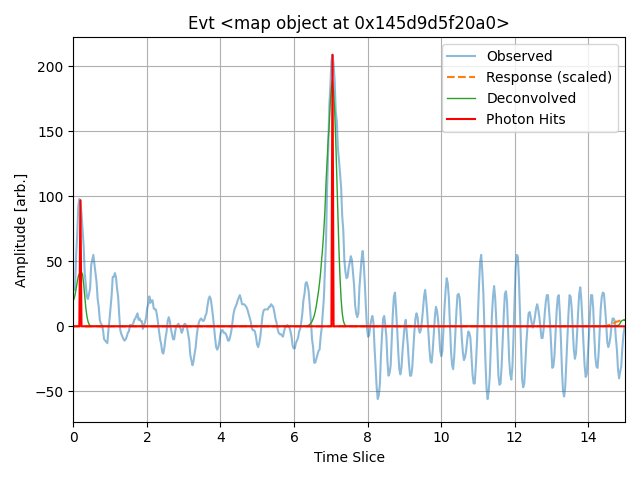 Evt <map object at 0x145d9d5f20a0>
Observed
Response (scaled)
Deconvolved
Photon Hits
Amplitude [arb.]
200
150
100
50
0
−50
0 2 4 6 8 10 12 14
Time Slice